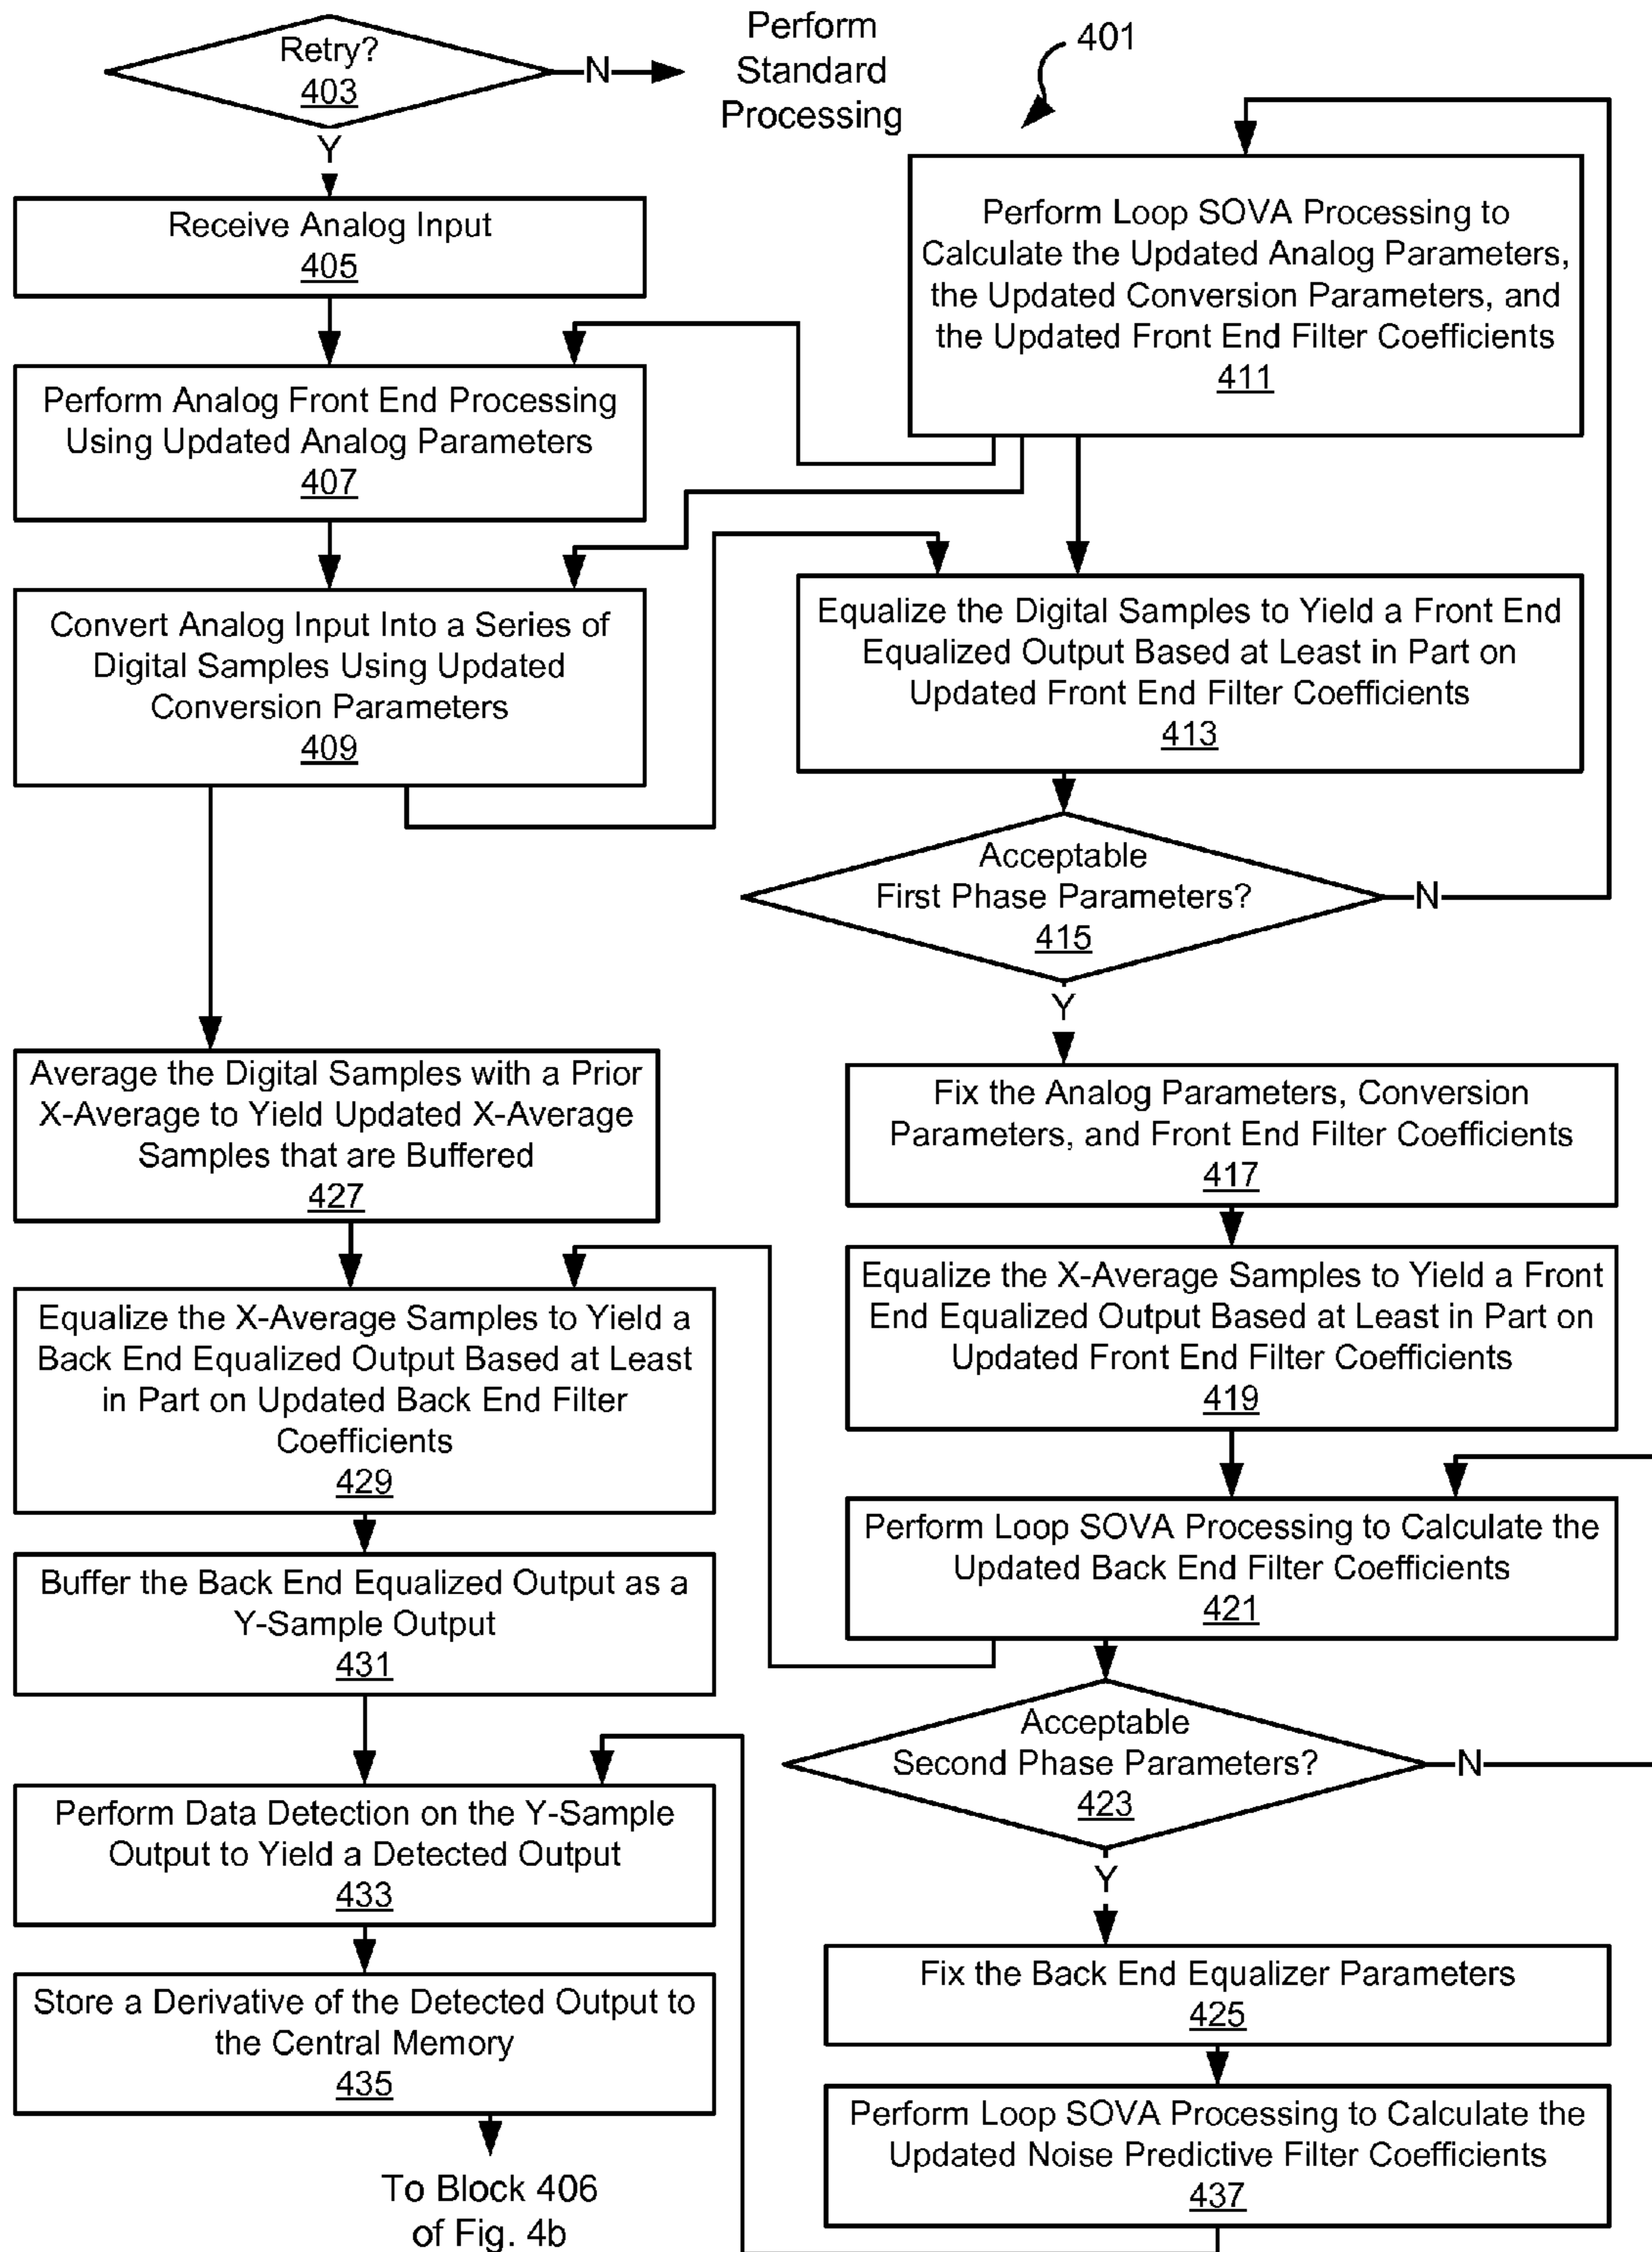 Retry?
403
N
Perform
Standard
Processing
401
Y
Receive Analog Input
405
Perform Analog Front End Processing
Using Updated Analog Parameters
407
Convert Analog Input Into a Series of
Digital Samples Using Updated
Conversion Parameters
409
Perform Loop SOVA Processing to
Calculate the Updated Analog Parameters,
the Updated Conversion Parameters, and
the Updated Front End Filter Coefficients
411
Equalize the Digital Samples to Yield a Front End
Equalized Output Based at Least in Part on
Updated Front End Filter Coefficients
413
Acceptable
First Phase Parameters?
415
N
Y
Fix the Analog Parameters, Conversion
Parameters, and Front End Filter Coefficients
417
Equalize the X-Average Samples to Yield a Front
End Equalized Output Based at Least in Part on
Updated Front End Filter Coefficients
419
Perform Loop SOVA Processing to Calculate the
Updated Back End Filter Coefficients
421
Acceptable
Second Phase Parameters?
423
N
Y
Fix the Back End Equalizer Parameters
425
Perform Loop SOVA Processing to Calculate the
Updated Noise Predictive Filter Coefficients
437
Average the Digital Samples with a Prior
X-Average to Yield Updated X-Average
Samples that are Buffered
427
Equalize the X-Average Samples to Yield a
Back End Equalized Output Based at Least
in Part on Updated Back End Filter
Coefficients
429
Buffer the Back End Equalized Output as a
Y-Sample Output
431
Perform Data Detection on the Y-Sample
Output to Yield a Detected Output
433
Store a Derivative of the Detected Output to
the Central Memory
435
To Block 406
of Fig. 4b